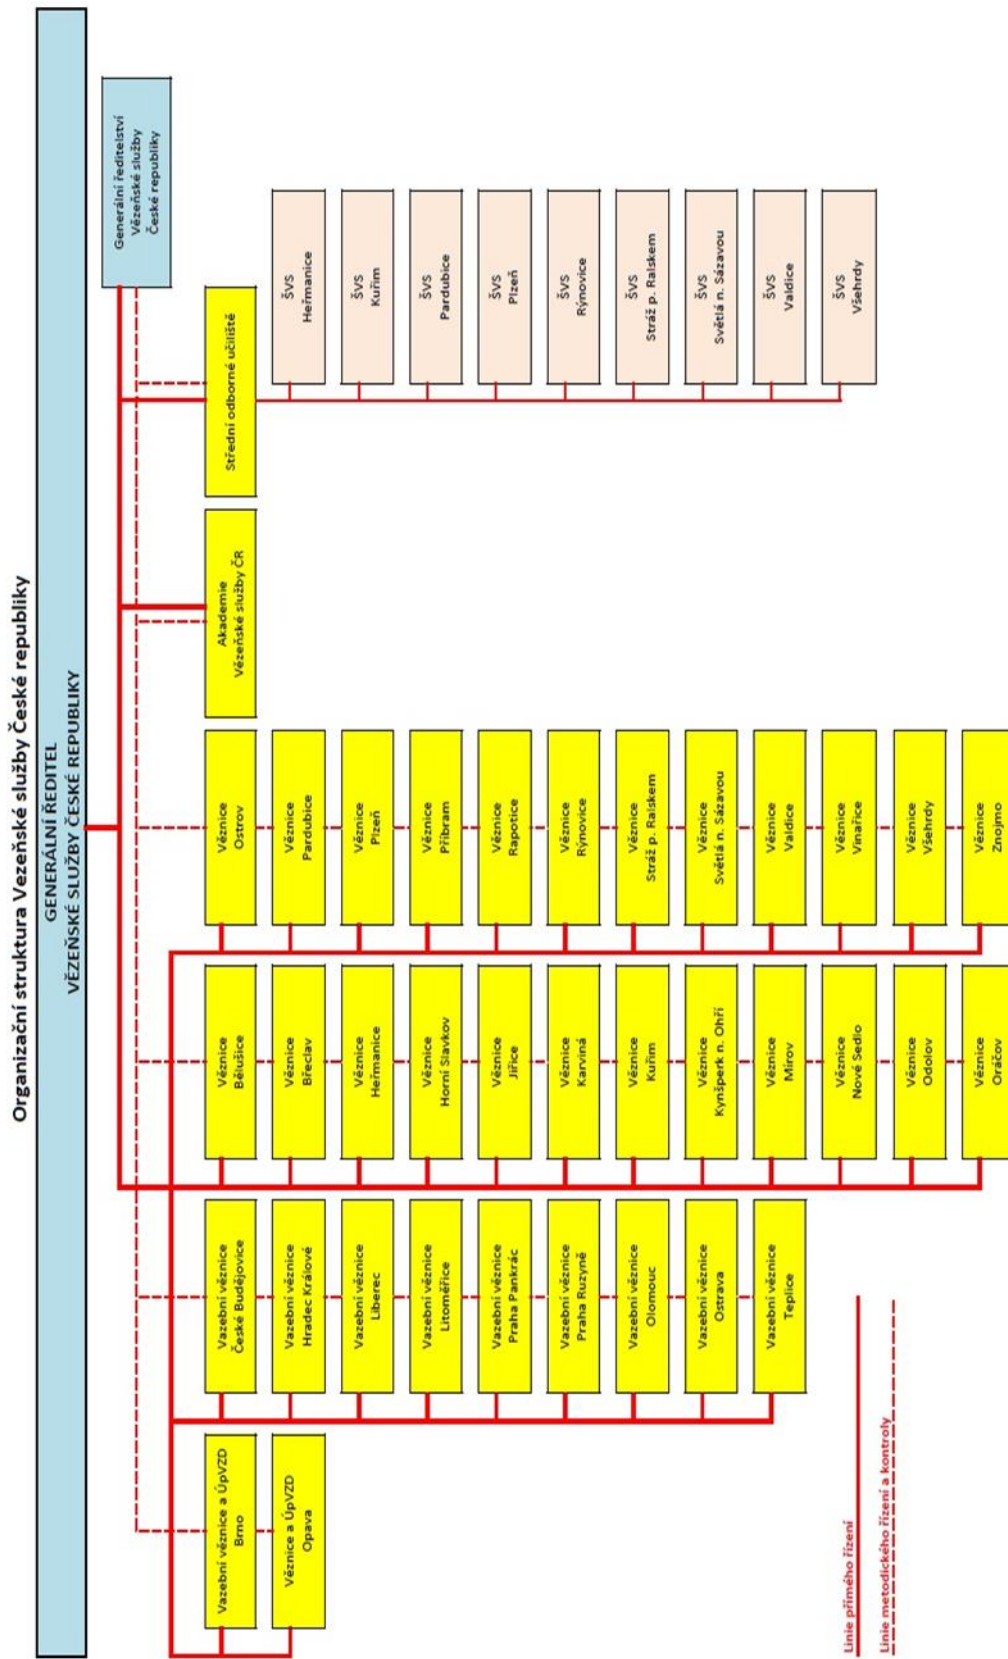 Organizační struktura Vezeňské služby České republiky
GENERÁLNÍ ŘEDITEL
VĚZEŇSKÉ SLUŽBY ČESKÉ REPUBLIKY
Generální ředitelství
Vězeňské služby
České republiky
Vazební věznice a ÚpVZD
Brno
Věznice a ÚpVZD
Opava
Vazební věznice
České Budějovice
Vazební věznice
Hradec Králové
Vazební věznice
Liberec
Vazební věznice
Litoměřice
Vazební věznice
Praha Pankrác
Vazební věznice
Praha Ruzyně
Vazební věznice
Olomouc
Vazební věznice
Ostrava
Vazební věznice
Teplice
Věznice
Bělušice
Věznice
Břeclav
Věznice
Heřmanice
Věznice
Horní Slavkov
Věznice
Jiřice
Věznice
Karviná
Věznice
Kuřim
Věznice
Kynšperk n. Ohří
Věznice
Mírov
Věznice
Nové Sedlo
Věznice
Odolov
Věznice
Oráčov
Věznice
Ostrov
Věznice
Pardubice
Věznice
Plzeň
Věznice
Příbram
Věznice
Rapotice
Věznice
Rýnovice
Věznice
Stráž p. Ralskem
Věznice
Světlá n. Sázavou
Věznice
Valdice
Věznice
Vinařice
Věznice
Všehrdy
Věznice
Znojmo
Akademie
Vězeňské služby ČR
Střední odborné učiliště
ŠVS
Heřmanice
ŠVS
Kuřim
ŠVS
Pardubice
ŠVS
Plzeň
ŠVS
Rýnovice
ŠVS
Stráž p. Ralskem
ŠVS
Světlá n. Sázavou
ŠVS
Valdice
ŠVS
Všehrdy
Linie přímého řízení
Linie metodického řízení a kontroly